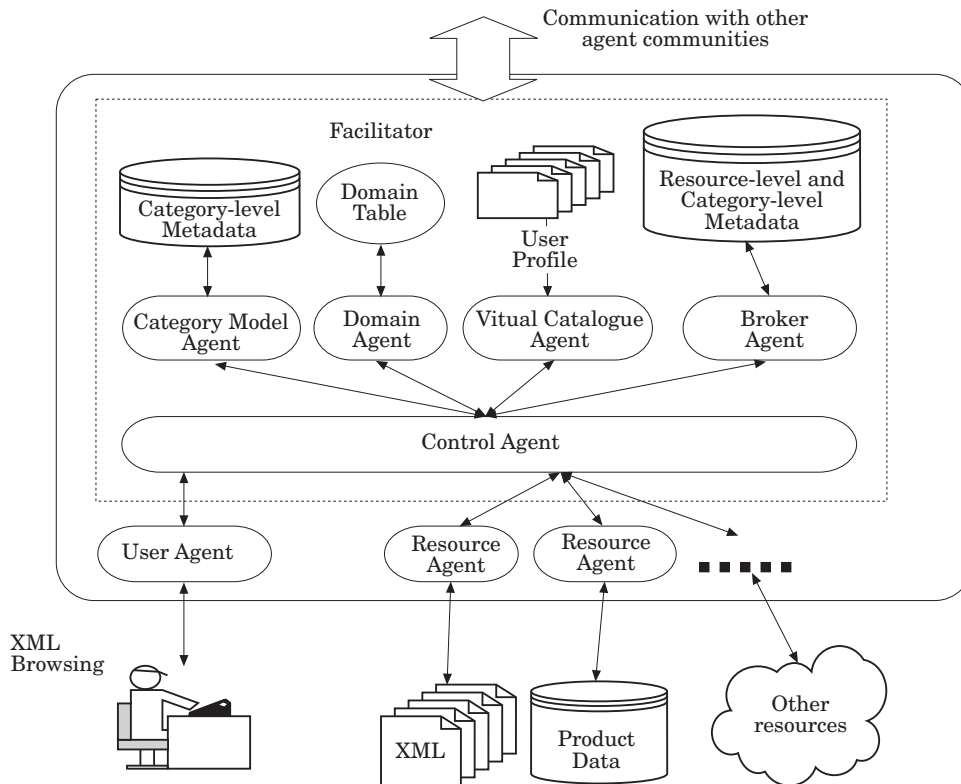 Communication with other
agent communities
Facilitator
Category-level
Metadata
Domain
Table
User
Profile
Resource-level and
Category-level
Metadata
Category Model
Agent
Domain
Agent
Vitual Catalogue
Agent
Broker
Agent
Control Agent
User Agent
Resource
Agent
Resource
Agent
XML
Browsing
XML
Product
Data
Other
resources